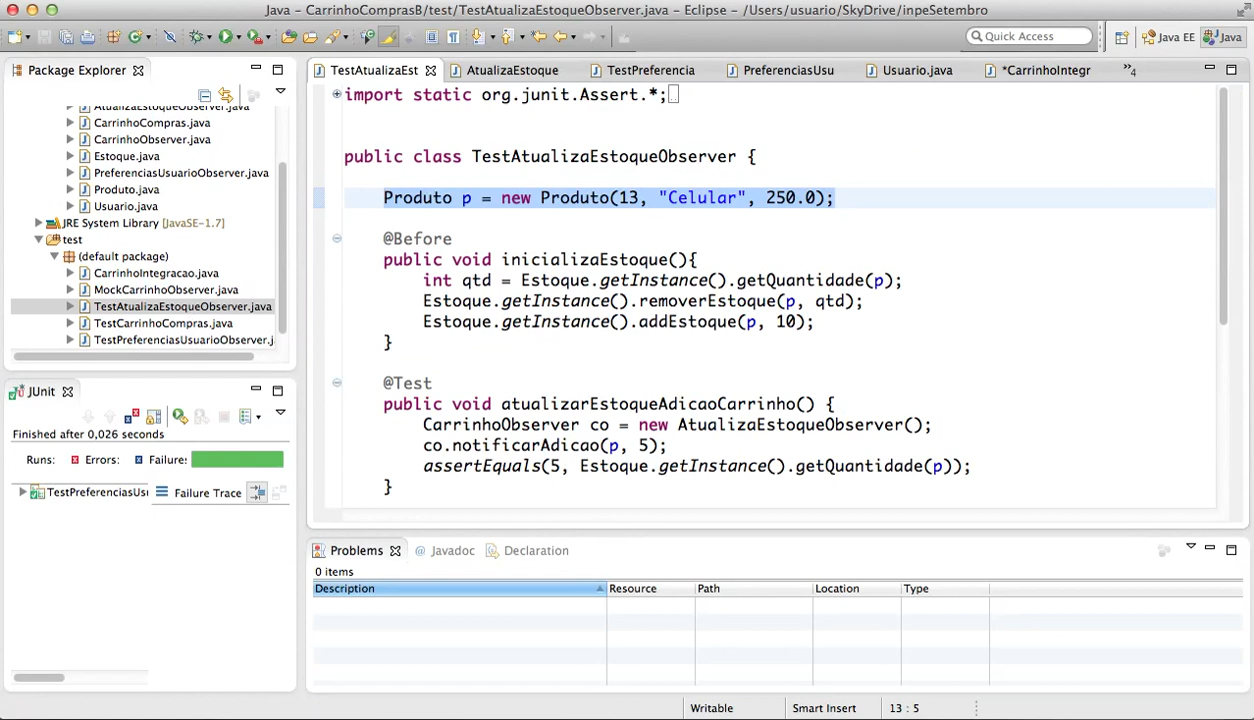 Java – CarrinhoComprasB/test/TestAtualizaEstoqueObserver.java – Eclipse – /Users/usuario/SkyDrive/inpeSetembro
Quick Access
Java EE
Java
Package Explorer
AtualizaEstoqueObserver.java
CarrinhoCompras.java
CarrinhoObserver.java
Estoque.java
PreferenciasUsuarioObserver.java
Produto.java
Usuario.java
JRE System Library [JavaSE-1.7]
test
(default package)
CarrinhoIntegracao.java
MockCarrinhoObserver.java
TestAtualizaEstoqueObserver.java
TestCarrinhoCompras.java
TestPreferenciasUsuarioObserver.j
JUnit
Finished after 0,026 seconds
Runs: Errors: Failure:
TestPreferenciasUsu
Failure Trace
TestAtualizaEst
AtualizaEstoque
TestPreferencia
PreferenciasUsu
Usuario.java
*CarrinhoIntegr
»4
import static org.junit.Assert.*;
public class TestAtualizaEstoqueObserver {
Produto p = new Produto(13, "Celular", 250.0);
@Before
public void inicializaEstoque(){
int qtd = Estoque.getInstance().getQuantidade(p);
Estoque.getInstance().removerEstoque(p, qtd);
Estoque.getInstance().addEstoque(p, 10);
}
@Test
public void atualizarEstoqueAdicaoCarrinho() {
CarrinhoObserver co = new AtualizaEstoqueObserver();
co.notificarAdicao(p, 5);
assertEquals(5, Estoque.getInstance().getQuantidade(p));
}
Problems
@ Javadoc
Declaration
0 items
Description Resource Path Location Type
Writable Smart Insert 13 : 5